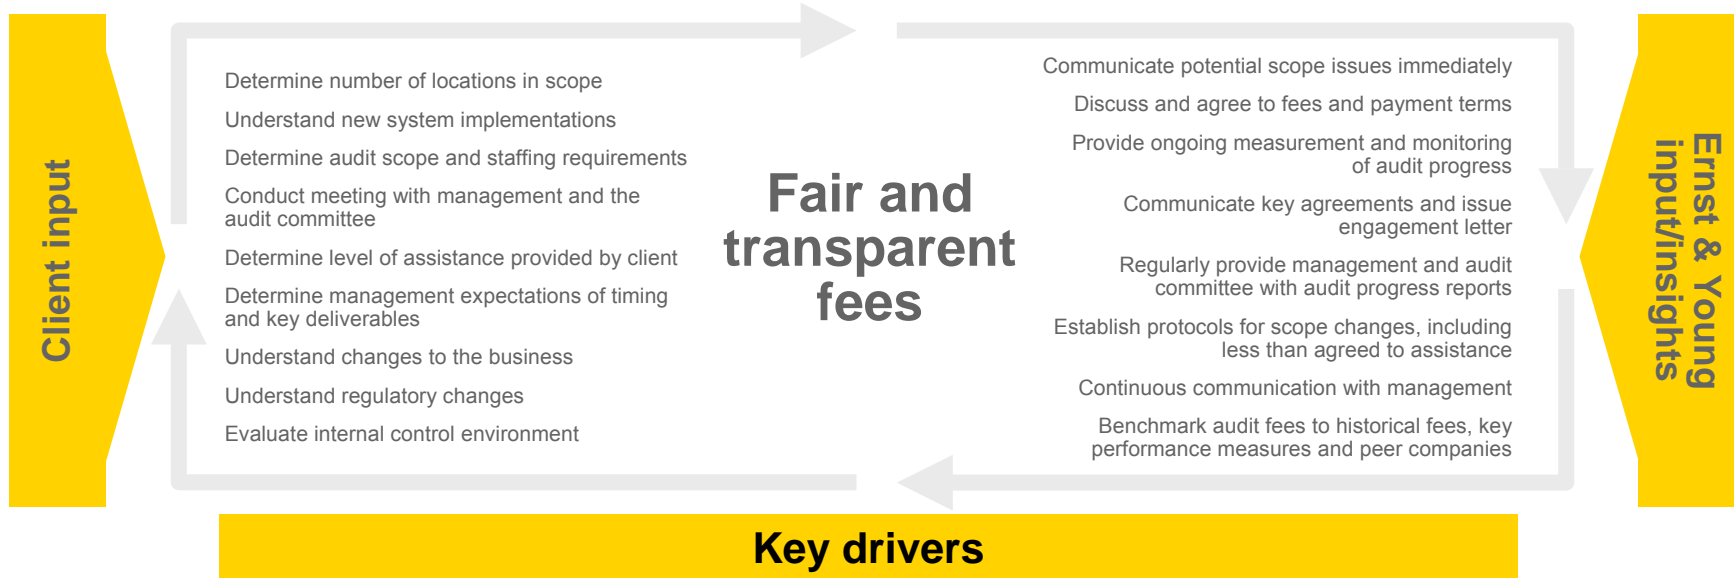 Client input
Determine number of locations in scope
Understand new system implementations
Determine audit scope and staffing requirements
Conduct meeting with management and the
audit committee
Determine level of assistance provided by client
Determine management expectations of timing
and key deliverables
Understand changes to the business
Understand regulatory changes
Evaluate internal control environment
Fair and
transparent
fees
Communicate potential scope issues immediately
Discuss and agree to fees and payment terms
Provide ongoing measurement and monitoring
of audit progress
Communicate key agreements and issue
engagement letter
Regularly provide management and audit
committee with audit progress reports
Establish protocols for scope changes, including
less than agreed to assistance
Continuous communication with management
Benchmark audit fees to historical fees, key
performance measures and peer companies
Ernst & Young
input/insights
Key drivers